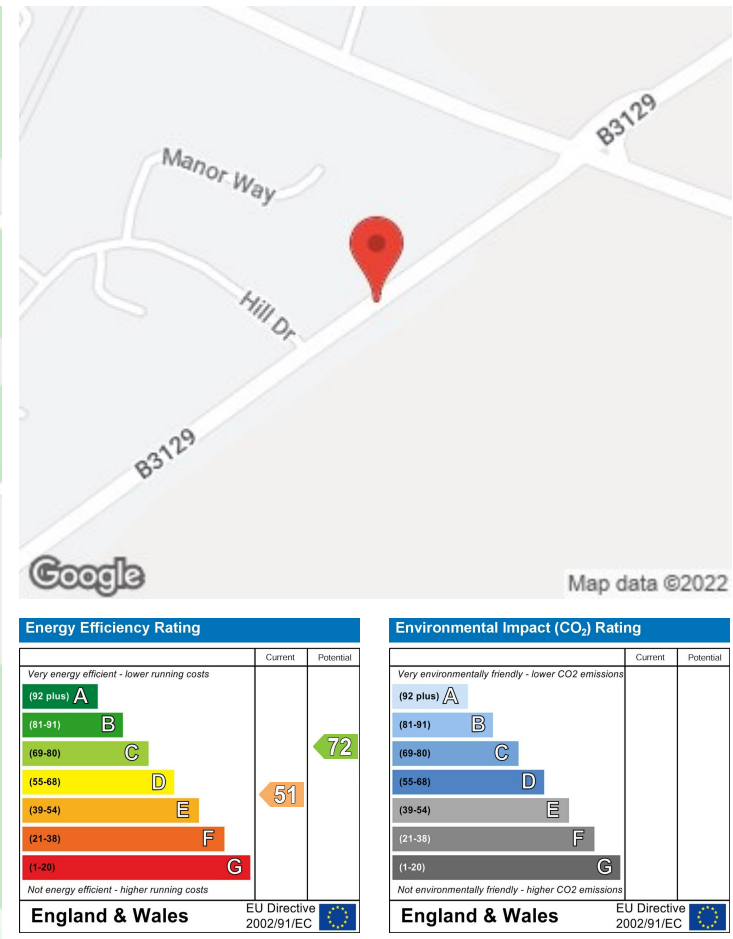 B3129
Manor Way
Hill Dr
B3129
Google
Map data ©2022
Energy Efficiency Rating
Current
Potential
Very energy efficient - lower running costs
(92 plus) A
(81-91) B
(69-80) C
72
(55-68) D
51
(39-54) E
(21-38) F
(1-20) G
Not energy efficient - higher running costs
England & Wales
EU Directive
2002/91/EC
Environmental Impact (CO₂) Rating
Current
Potential
Very environmentally friendly - lower CO2 emissions
(92 plus) A
(81-91) B
(69-80) C
(55-68) D
(39-54) E
(21-38) F
(1-20) G
Not environmentally friendly - higher CO2 emissions
England & Wales
EU Directive
2002/91/EC